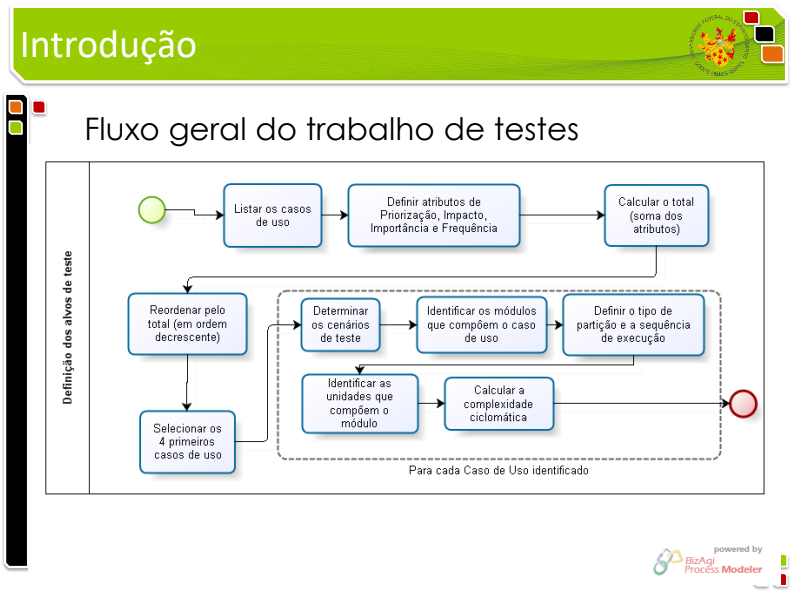 Introdução
Fluxo geral do trabalho de testes
Definição dos alvos de teste
Listar os casos
de uso
Definir atributos de
Priorização, Impacto,
Importância e Frequência
Calcular o total
(soma dos
atributos)
Reordenar pelo
total (em ordem
decrescente)
Selecionar os
4 primeiros
casos de uso
Determinar
os cenários
de teste
Identificar os módulos
que compõem o caso
de uso
Definir o tipo de
partição e a sequência
de execução
Identificar as
unidades que
compõem o
módulo
Calcular a
complexidade
ciclomática
Para cada Caso de Uso identificado
powered by
BizAgi
Process Modeler